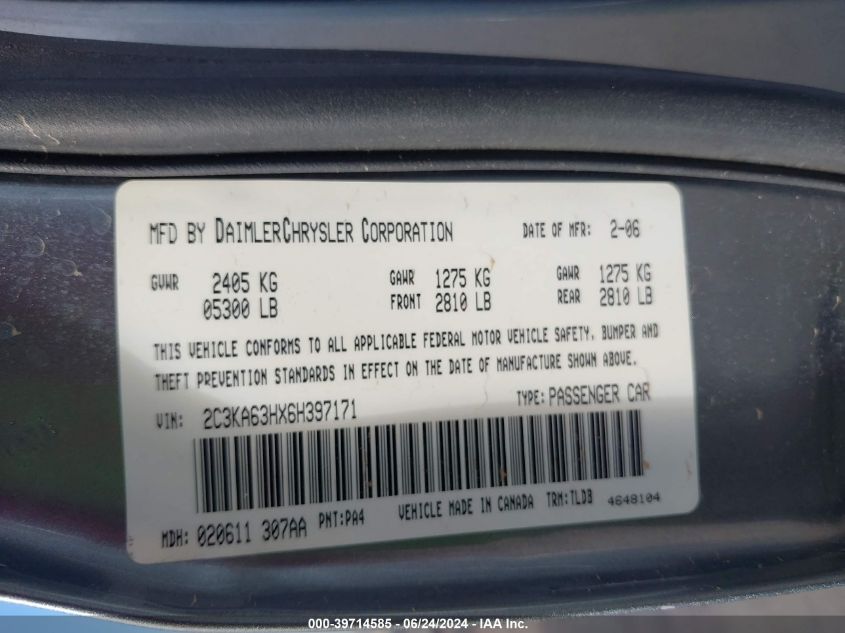 MFD BY DAIMLERCHRYSLER CORPORATION DATE OF MFR: 2-06
GVWR 2405 KG GAWR 1275 KG GAWR 1275 KG
05300 LB FRONT 2810 LB REAR 2810 LB
THIS VEHICLE CONFORMS TO ALL APPLICABLE FEDERAL MOTOR VEHICLE SAFETY, BUMPER AND
THEFT PREVENTION STANDARDS IN EFFECT ON THE DATE OF MANUFACTURE SHOWN ABOVE.
VIN: 2C3KA63HX6H397171 TYPE: PASSENGER CAR
MDH: 020611 307AA PNT:PA4 VEHICLE MADE IN CANADA TRM:TLDB 4648104
000-39714585 - 06/24/2024 - IAA Inc.